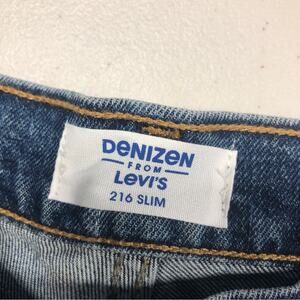 DeNiZeN
FROM
Levi's
216 SLIM